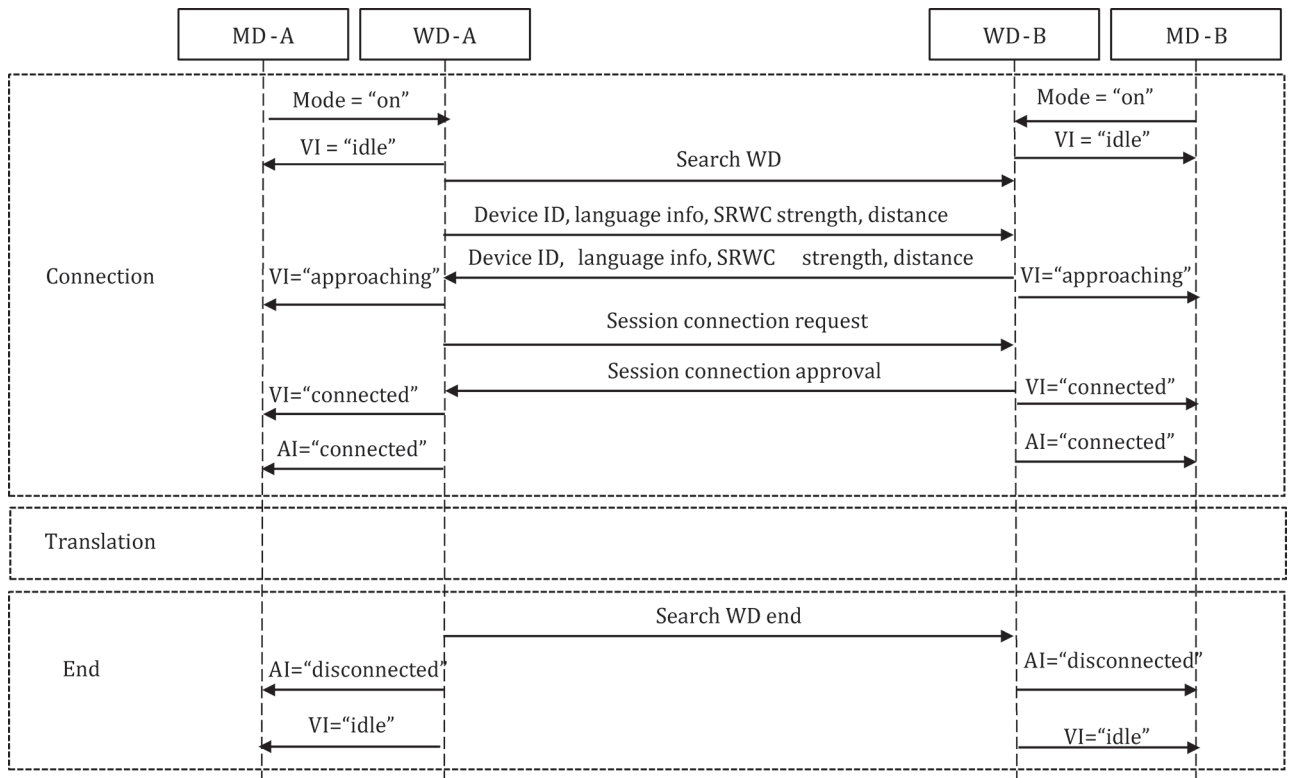 MD-A
WD-A
WD-B
MD-B
Mode = “on”
Mode = “on”
VI = “idle”
VI = “idle”
Search WD
Device ID, language info, SRWC strength, distance
Device ID, language info, SRWC strength, distance
Connection
VI=“approaching”
VI=“approaching”
Session connection request
Session connection approval
VI=“connected”
VI=“connected”
AI=“connected”
AI=“connected”
Translation
Search WD end
End
AI=“disconnected”
AI=“disconnected”
VI=“idle”
VI=“idle”